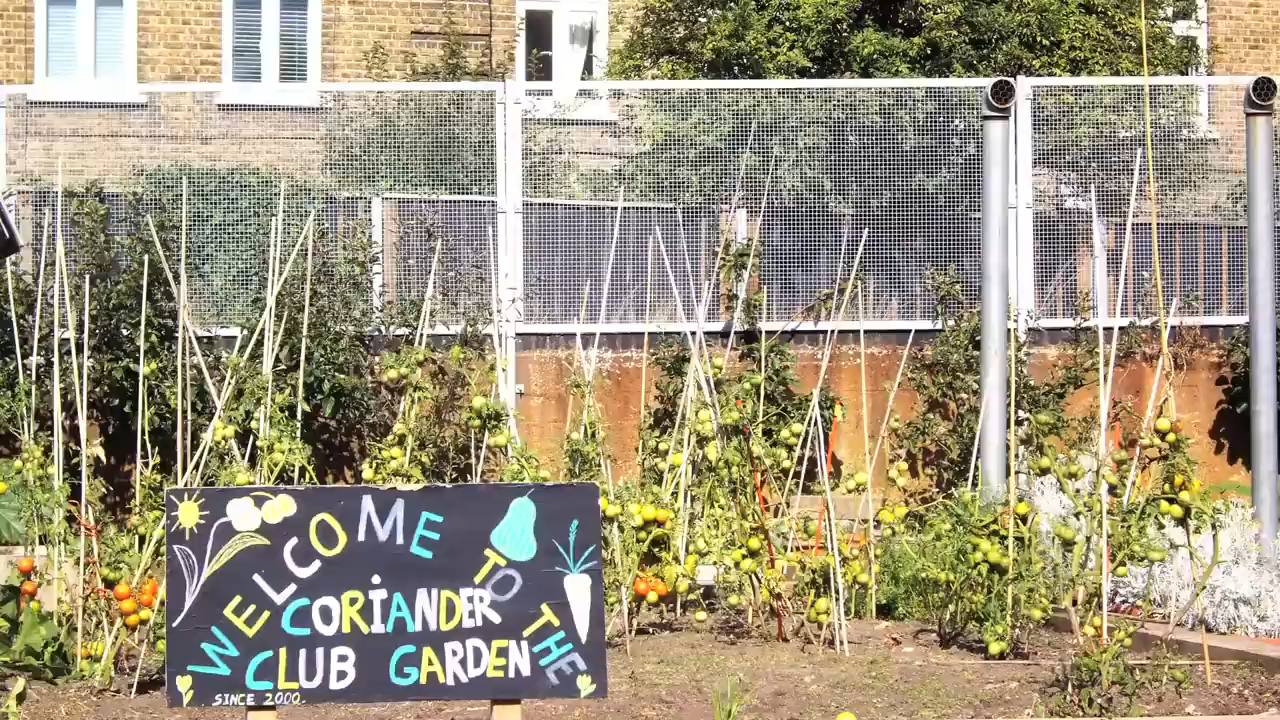 WELCOME TO THE
CORIANDER
CLUB GARDEN
SINCE 2000.